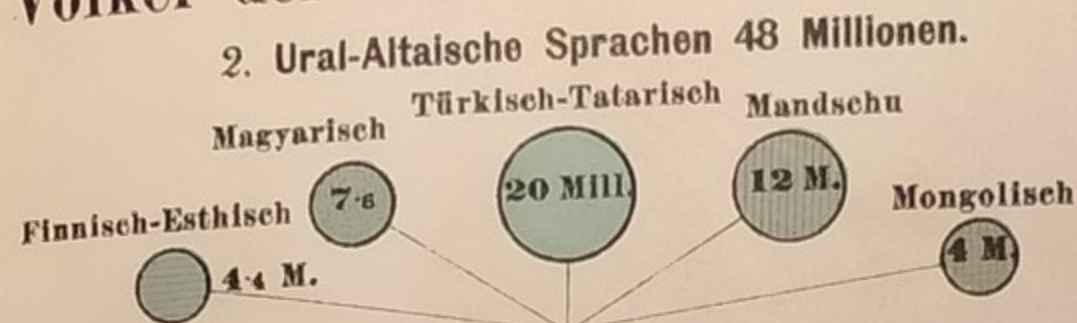 Völker
2. Ural-Altaische Sprachen 48 Millionen.
Türkisch-Tatarisch
Mandschu
Magyarisch
20 Mill.
12 M.
7·6
Mongolisch
Finnisch-Esthisch
4 M.
4·4 M.